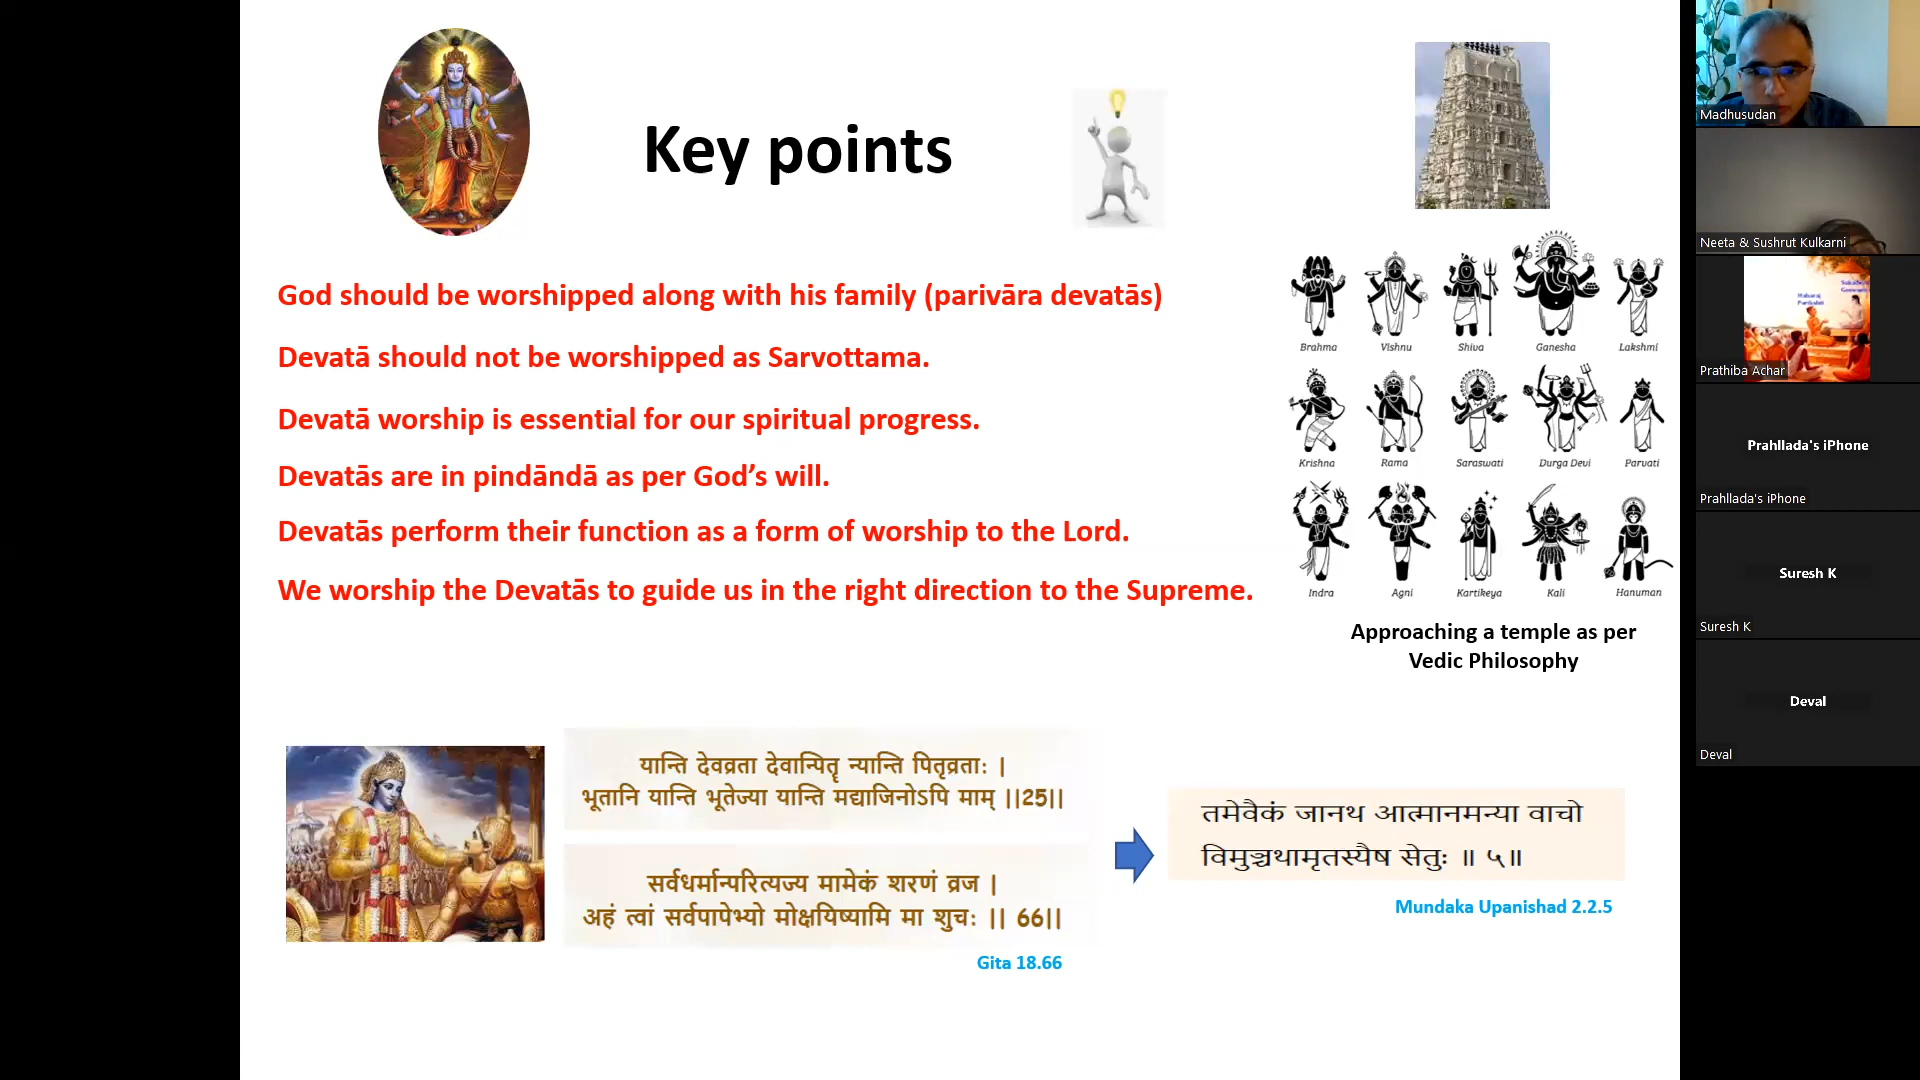 Key points
God should be worshipped along with his family (parivāra devatās)
Devatā should not be worshipped as Sarvottama.
Devatā worship is essential for our spiritual progress.
Devatās are in pindāndā as per God’s will.
Devatās perform their function as a form of worship to the Lord.
We worship the Devatās to guide us in the right direction to the Supreme.
Brahma Vishnu Shiva Ganesha Lakshmi
Krishna Rama Saraswati Durga Devi Parvati
Indra Agni Kartikeya Kali Hanuman
Approaching a temple as per
Vedic Philosophy
यान्ति देवव्रता देवान्पितृ न्यान्ति पितृव्रताः |
भूतानि यान्ति भूतेज्या यान्ति मद्याजिनोऽपि माम् ||25||
सर्वधर्मान्परित्यज्य मामेकं शरणं व्रज |
अहं त्वां सर्वपापेभ्यो मोक्षयिष्यामि मा शुचः || 66||
Gita 18.66
तमेवैकं जानथ आत्मानमन्या वाचो
विमुञ्चथामृतस्यैष सेतुः ॥ ५॥
Mundaka Upanishad 2.2.5
Madhusudan
Neeta & Sushrut Kulkarni
Maharaj
Parikshit
Prathiba Achar
Prahllada's iPhone
Prahllada's iPhone
Suresh K
Suresh K
Deval
Deval